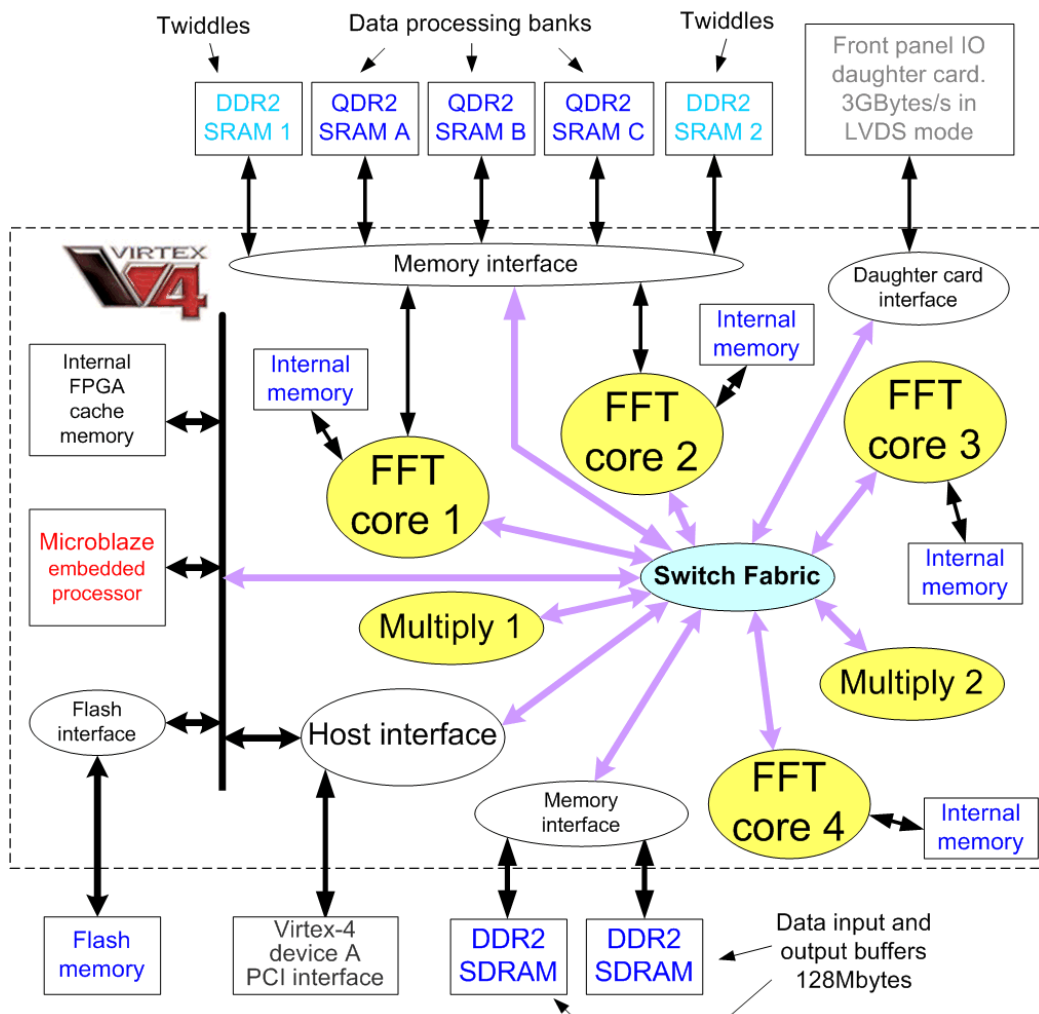 Twiddles
Data processing banks
Twiddles
DDR2
SRAM 1
QDR2
SRAM A
QDR2
SRAM B
QDR2
SRAM C
DDR2
SRAM 2
Front panel IO
daughter card.
3GBytes/s in
LVDS mode
VIRTEX
V4
Memory interface
Daughter card
interface
Internal
FPGA
cache
memory
Internal
memory
Internal
memory
FFT
core 1
FFT
core 2
FFT
core 3
Microblaze
embedded
processor
Switch Fabric
Internal
memory
Multiply 1
Multiply 2
Flash
interface
Host interface
Memory
interface
FFT
core 4
Internal
memory
Flash
memory
Virtex-4
device A
PCI interface
DDR2
SDRAM
DDR2
SDRAM
Data input and
output buffers
128Mbytes